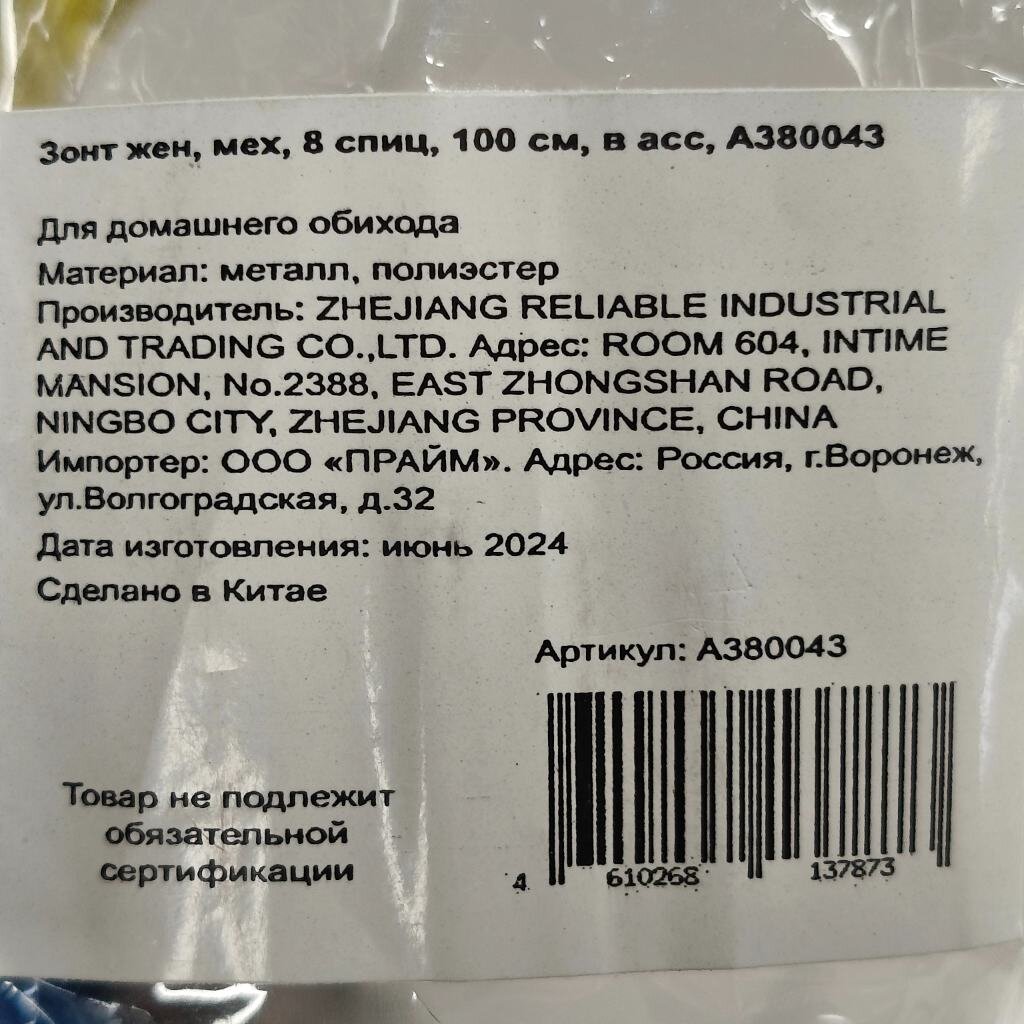 Зонт жен, мех, 8 спиц, 100 см, в асс, А380043
Для домашнего обихода
Материал: металл, полиэстер
Производитель: ZHEJIANG RELIABLE INDUSTRIAL
AND TRADING CO.,LTD. Адрес: ROOM 604, INTIME
MANSION, No.2388, EAST ZHONGSHAN ROAD,
NINGBO CITY, ZHEJIANG PROVINCE, CHINA
Импортер: ООО «ПРАЙМ». Адрес: Россия, г.Воронеж,
ул.Волгоградская, д.32
Дата изготовления: июнь 2024
Сделано в Китае
Артикул: А380043
Товар не подлежит
обязательной
сертификации
4 610268 137873